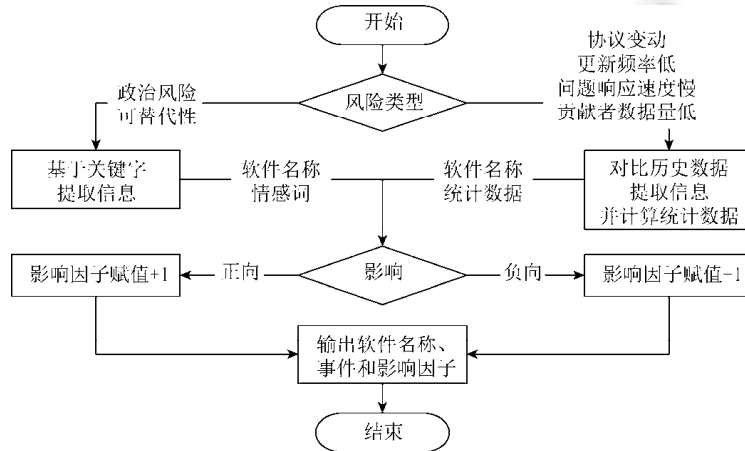 开始
协议变动
更新频率低
问题响应速度慢
贡献者数据量低
政治风险
可替代性
风险类型
基于关键字
提取信息
软件名称
情感词
软件名称
统计数据
对比历史数据
提取信息
并计算统计数据
影响因子赋值+1
正向
影响
负向
影响因子赋值-1
输出软件名称、
事件和影响因子
结束